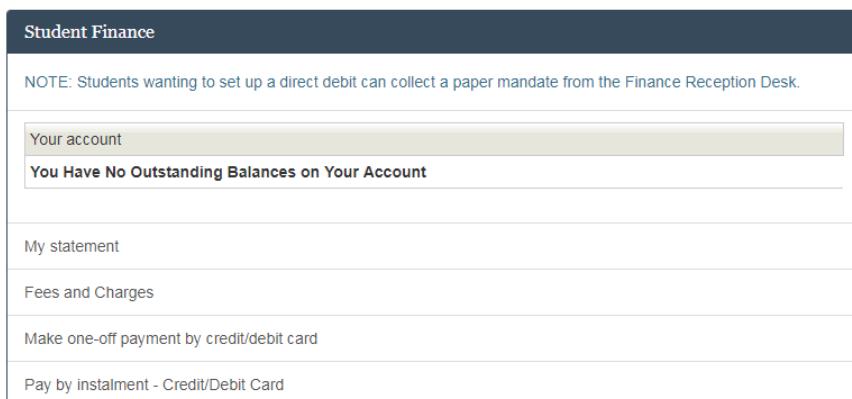 Student Finance
NOTE: Students wanting to set up a direct debit can collect a paper mandate from the Finance Reception Desk.
Your account
You Have No Outstanding Balances on Your Account
My statement
Fees and Charges
Make one-off payment by credit/debit card
Pay by instalment - Credit/Debit Card